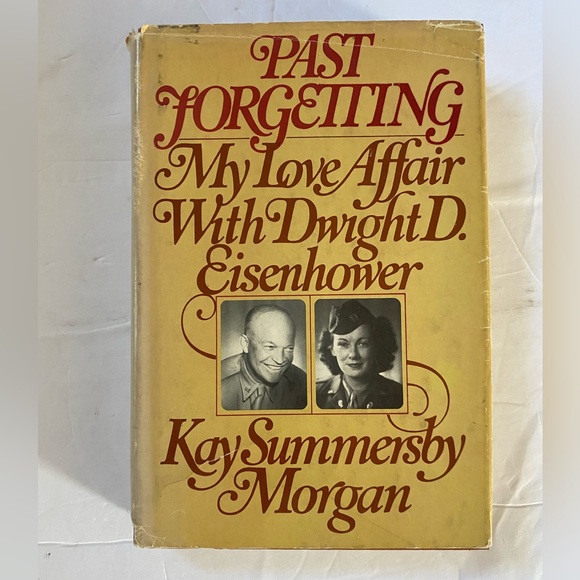 PAST
FORGETTING
My Love Affair
With Dwight D.
Eisenhower
Kay Summersby
Morgan